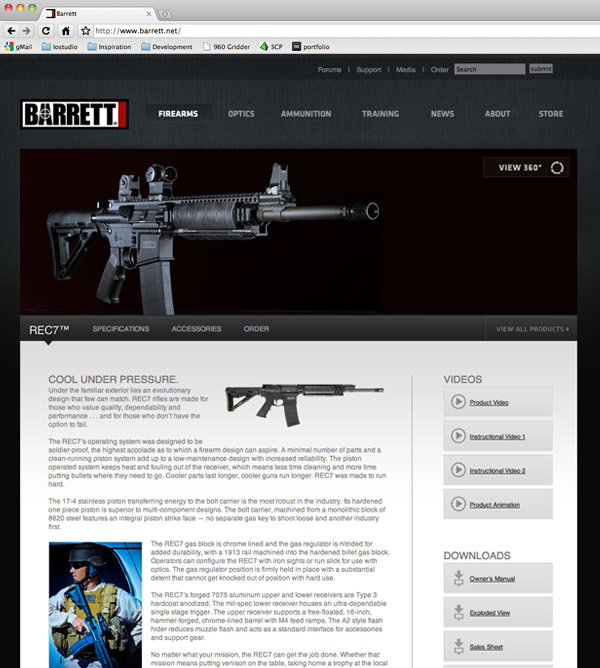 Barrett
http://www.barrett.net/
gMail
Iostudio
Inspiration
Development
960 Gridder
SCP
portfolio
Forums | Support | Media | Order
Search
submit
BARRETT
FIREARMS
OPTICS
AMMUNITION
TRAINING
NEWS
ABOUT
STORE
VIEW 360°
REC7™
SPECIFICATIONS
ACCESSORIES
ORDER
VIEW ALL PRODUCTS »
COOL UNDER PRESSURE.
Under the familiar exterior lies an evolutionary
design that few can match. REC7 rifles are made for
those who value quality, dependability and
performance . . . and for those who don't have the
option to fail.
The REC7's operating system was designed to be
soldier-proof, the highest accolade as to which a firearm design can aspire. A minimal number of parts and a
clean-running piston system add up to a low-maintenance design with increased reliability. The piston
operated system keeps heat and fouling out of the receiver, which means less time cleaning and more time
putting bullets where they need to go. Cooler parts last longer, cooler guns run longer. REC7 was made to run
hard.
The 17-4 stainless piston transferring energy to the bolt carrier is the most robust in the industry. Its hardened
one piece piston is superior to multi-component designs. The bolt carrier, machined from a monolithic block of
8620 steel features an integral piston strike face — no separate gas key to shoot loose and another industry
first.
The REC7 gas block is chrome lined and the gas regulator is nitrided for
added durability, with a 1913 rail machined into the hardened billet gas block.
Operators can configure the REC7 with iron sights or run slick for use with
optics. The gas regulator position is firmly held in place with a substantial
detent that cannot get knocked out of position with hard use.
The REC7's forged 7075 aluminum upper and lower receivers are Type 3
hardcoat anodized. The mil-spec lower receiver houses an ultra-dependable
single stage trigger. The upper receiver supports a free-floated, 16-inch,
hammer-forged, chrome-lined barrel with M4 feed ramps. The A2 style flash
hider reduces muzzle flash and acts as a standard interface for accessories
and support gear.
No matter what your mission, the REC7 can get the job done. Whether that
mission means putting venison on the table, taking home a trophy at the local
VIDEOS
Product Video
Instructional Video 1
Instructional Video 2
Product Animation
DOWNLOADS
Owner's Manual
Exploded View
Sales Sheet